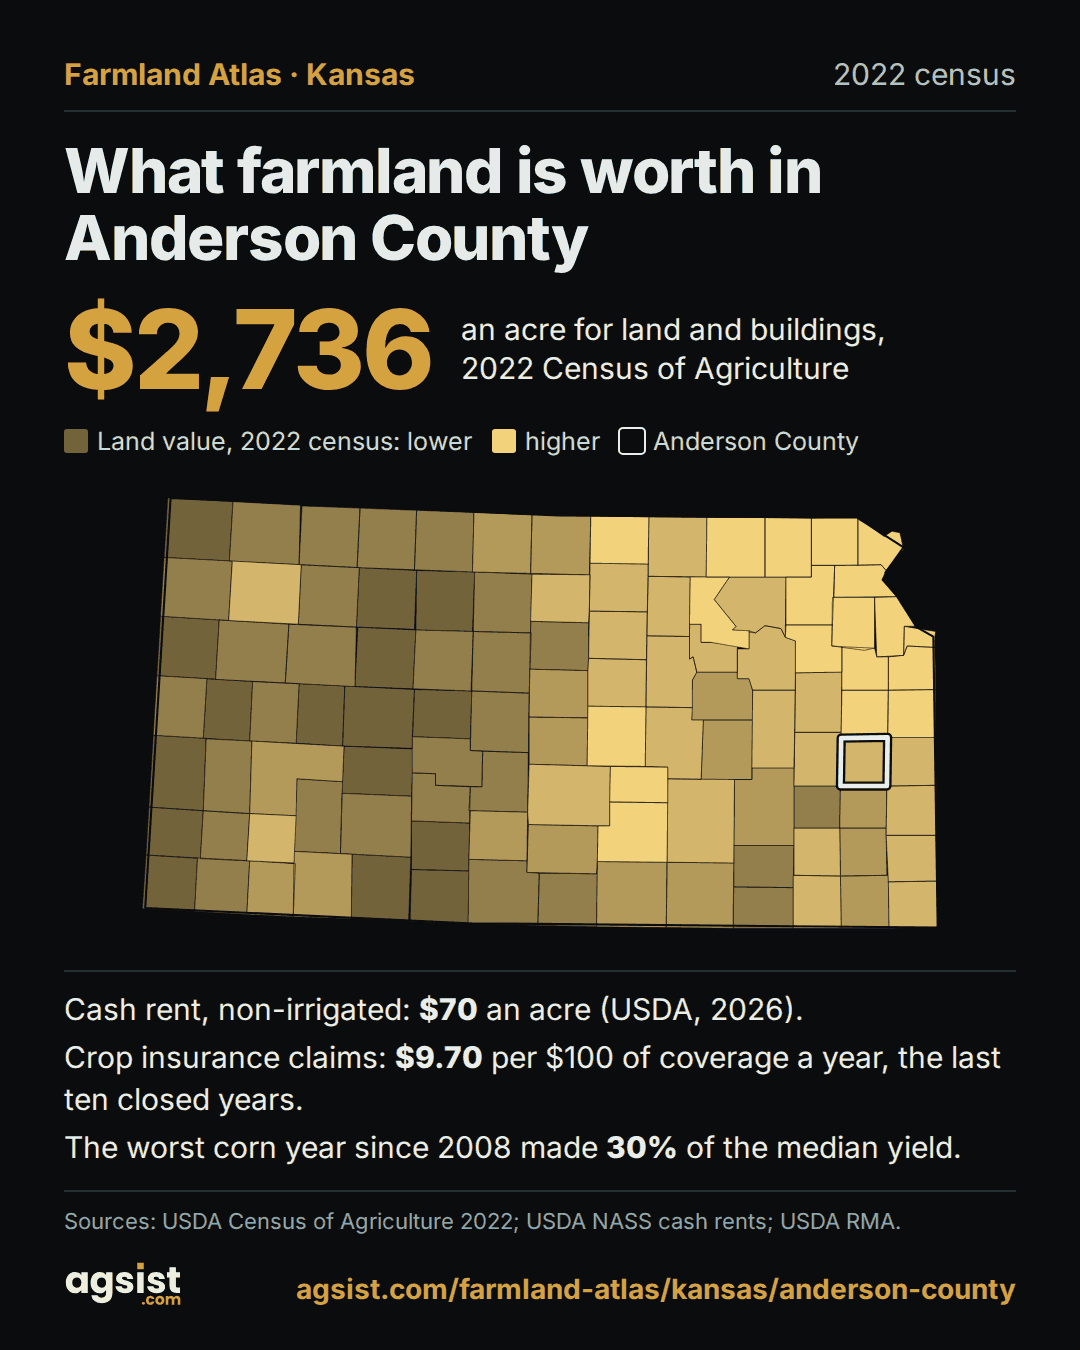 Farmland Atlas · Kansas
2022 census
What farmland is worth in
Anderson County
$2,736
an acre for land and buildings,
2022 Census of Agriculture
Land value, 2022 census: lower
higher
Anderson County
Cash rent, non-irrigated: $70 an acre (USDA, 2026).
Crop insurance claims: $9.70 per $100 of coverage a year, the last
ten closed years.
The worst corn year since 2008 made 30% of the median yield.
Sources: USDA Census of Agriculture 2022; USDA NASS cash rents; USDA RMA.
agsist
.com
agsist.com/farmland-atlas/kansas/anderson-county